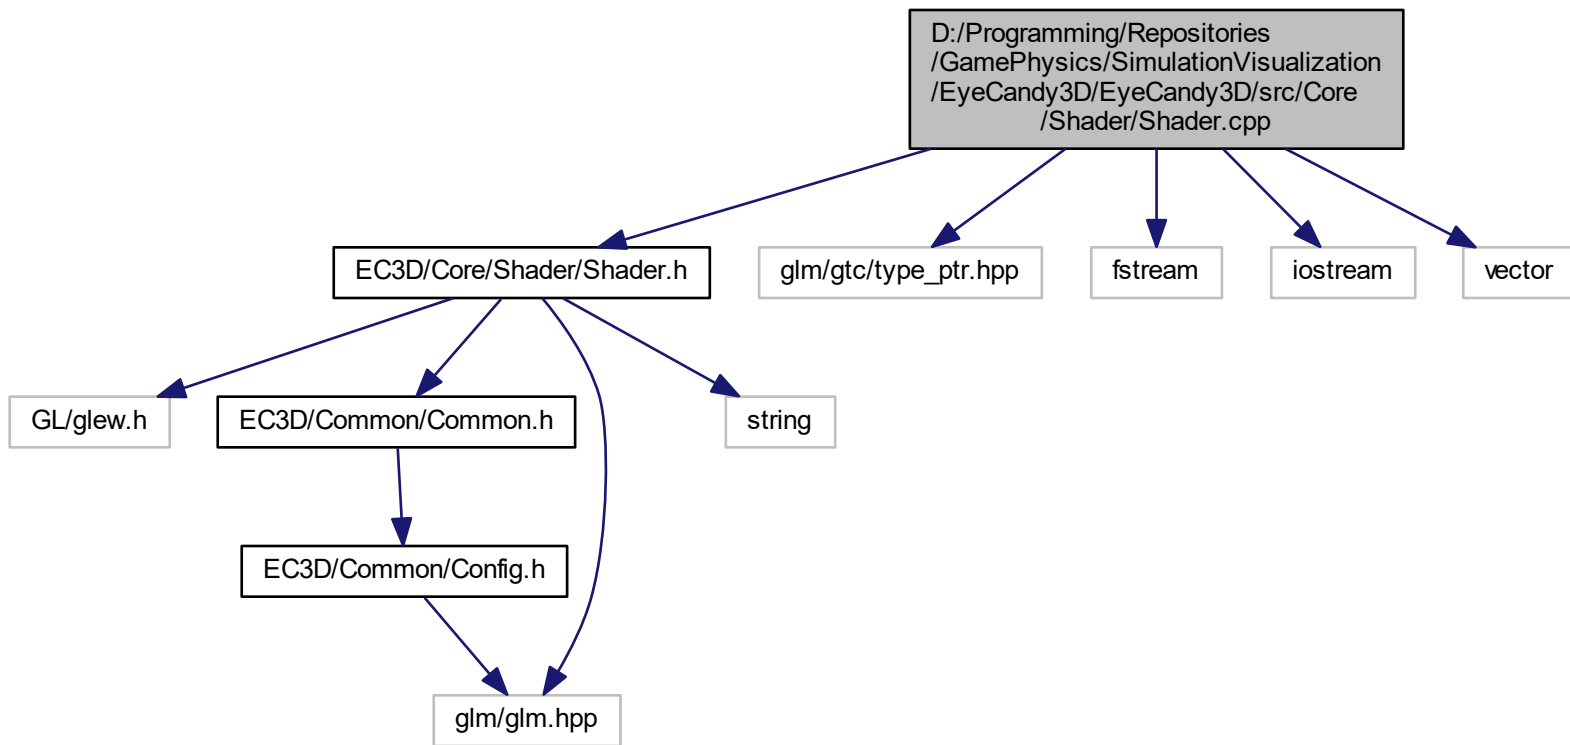 D:/Programming/Repositories
/GamePhysics/SimulationVisualization
/EyeCandy3D/EyeCandy3D/src/Core
/Shader/Shader.cpp
EC3D/Core/Shader/Shader.h
glm/gtc/type_ptr.hpp
fstream
iostream
vector
GL/glew.h
EC3D/Common/Common.h
string
EC3D/Common/Config.h
glm/glm.hpp